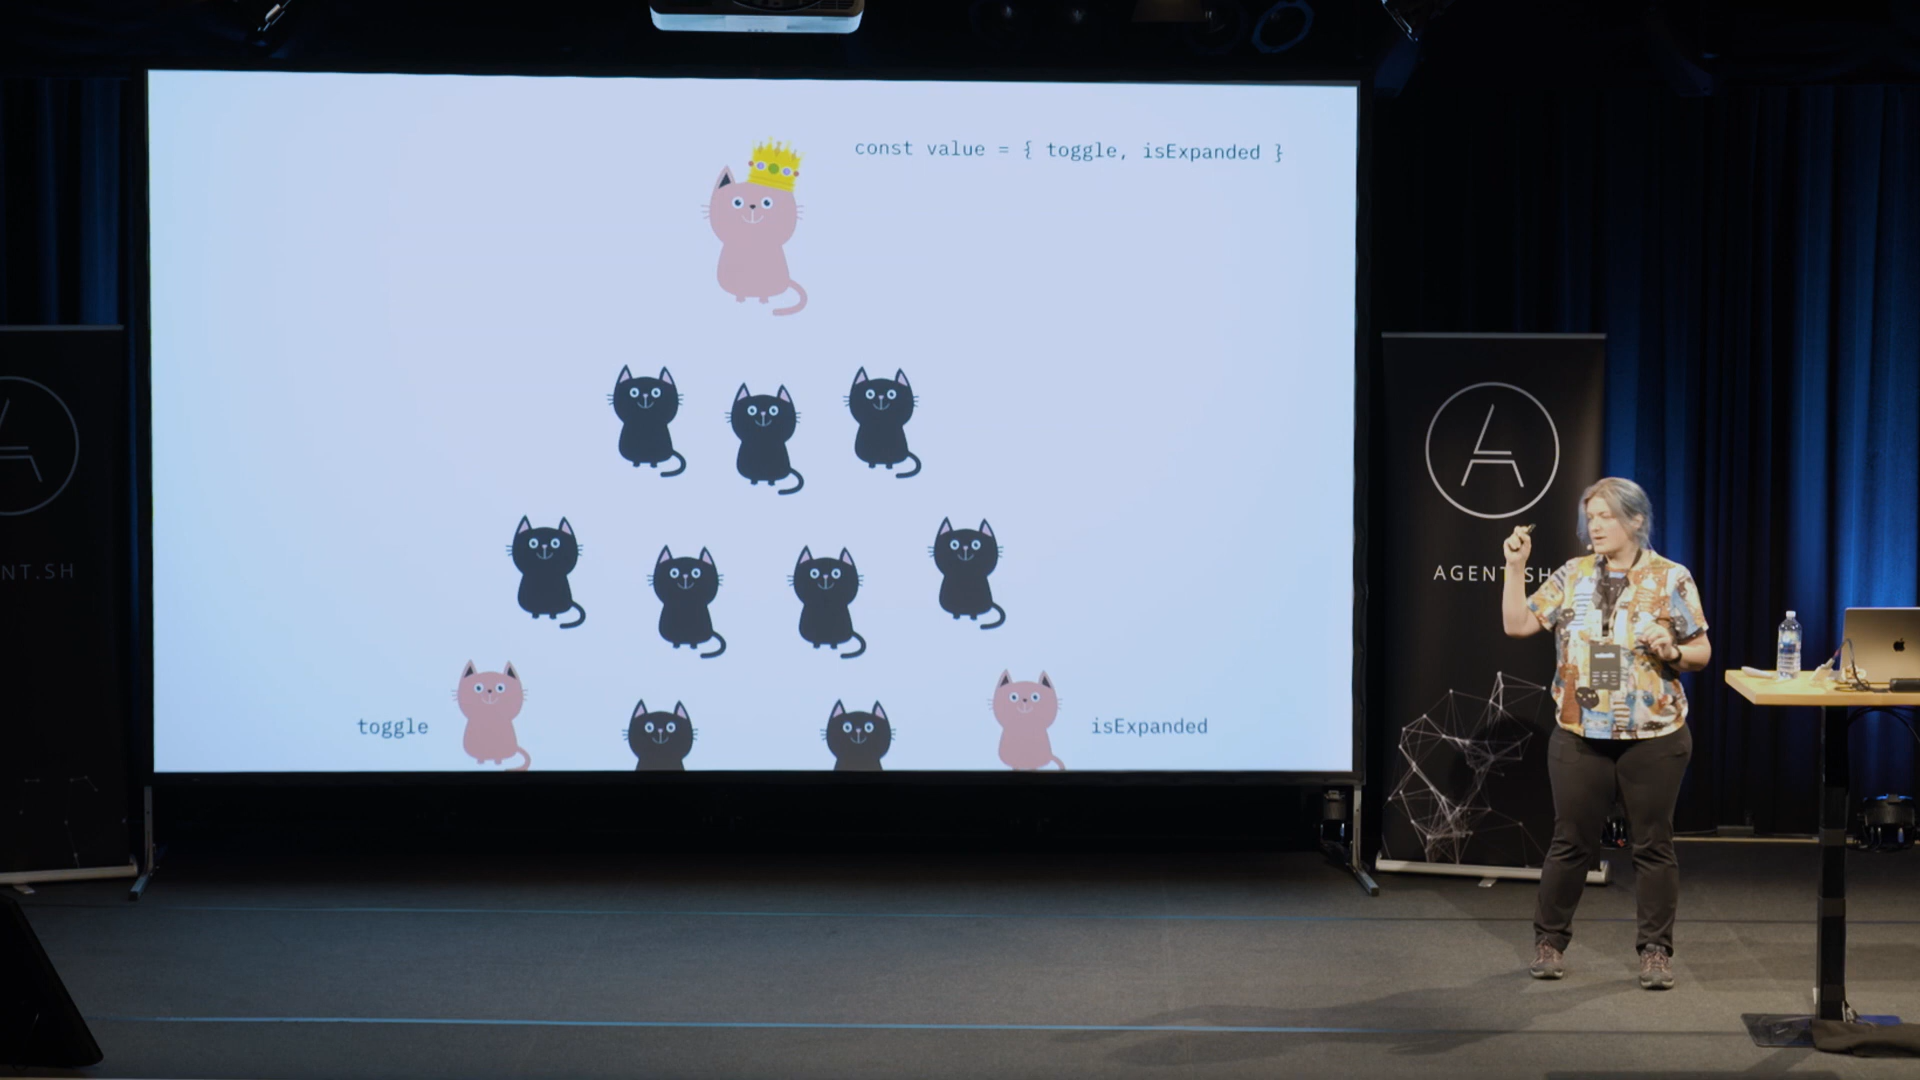 const value = { toggle, isExpanded }
toggle
isExpanded
NT.SH
AGENT.SH